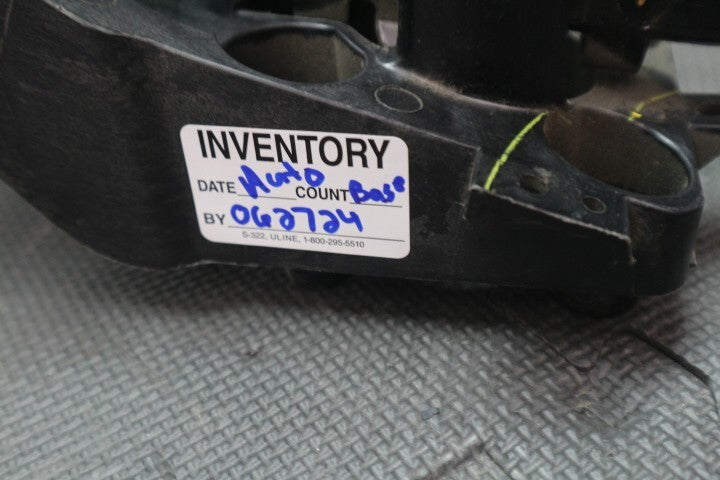 INVENTORY
DATE Auto COUNT Base
BY 062724
S-322, ULINE, 1-800-295-5510